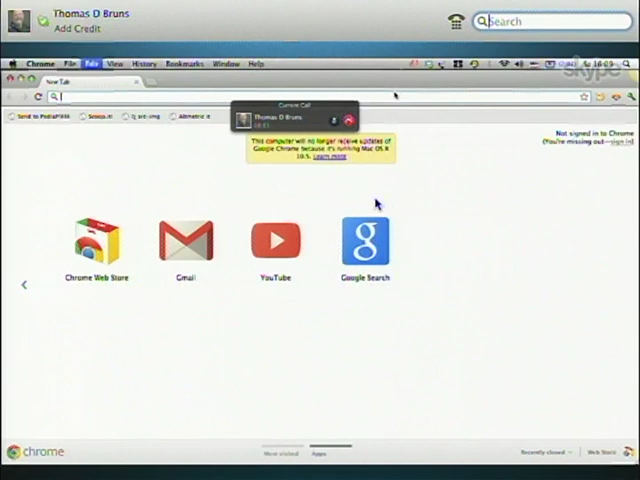 Thomas D Bruns
Add Credit
Search
Chrome File Edit View History Bookmarks Window Help
skype
New Tab
Current Call
Thomas D Bruns
This computer will no longer receive updates of
Google Chrome because it's running Mac OS X
10.5. Learn more
Not signed in to Chrome
(You're missing out—sign in)
Chrome Web Store Gmail YouTube Google Search
chrome
Most visited Apps
Recently closed Web Store